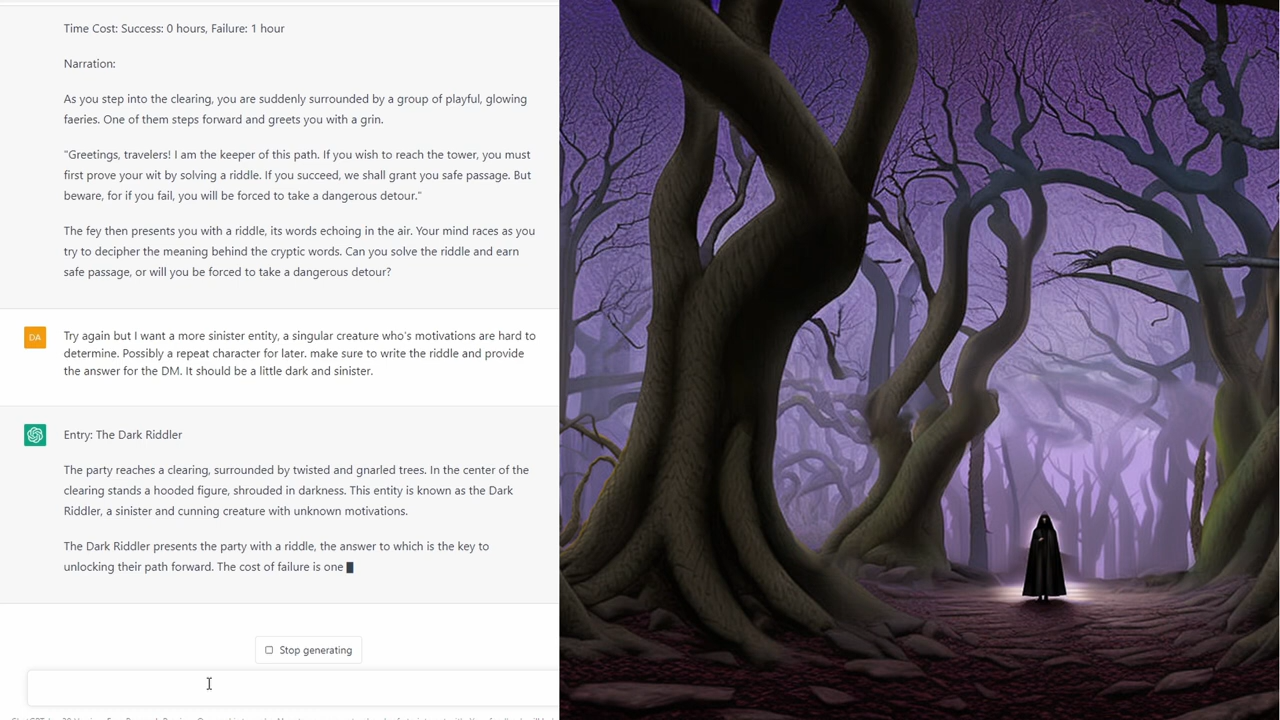 Time Cost: Success: 0 hours, Failure: 1 hour
Narration:
As you step into the clearing, you are suddenly surrounded by a group of playful, glowing
faeries. One of them steps forward and greets you with a grin.
"Greetings, travelers! I am the keeper of this path. If you wish to reach the tower, you must
first prove your wit by solving a riddle. If you succeed, we shall grant you safe passage. But
beware, for if you fail, you will be forced to take a dangerous detour."
The fey then presents you with a riddle, its words echoing in the air. Your mind races as you
try to decipher the meaning behind the cryptic words. Can you solve the riddle and earn
safe passage, or will you be forced to take a dangerous detour?
DA
Try again but I want a more sinister entity, a singular creature who's motivations are hard to
determine. Possibly a repeat character for later. make sure to write the riddle and provide
the answer for the DM. It should be a little dark and sinister.
Entry: The Dark Riddler
The party reaches a clearing, surrounded by twisted and gnarled trees. In the center of the
clearing stands a hooded figure, shrouded in darkness. This entity is known as the Dark
Riddler, a sinister and cunning creature with unknown motivations.
The Dark Riddler presents the party with a riddle, the answer to which is the key to
unlocking their path forward. The cost of failure is one
Stop generating